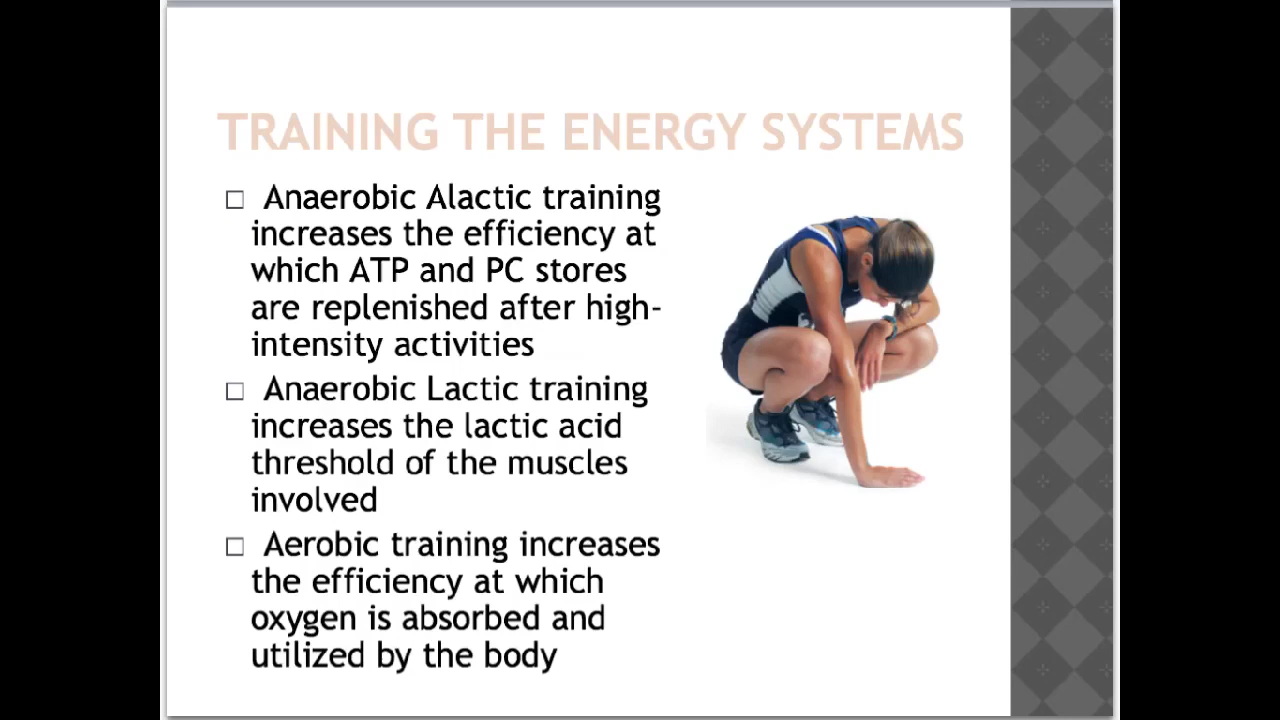 TRAINING THE ENERGY SYSTEMS
Anaerobic Alactic training
increases the efficiency at
which ATP and PC stores
are replenished after high-
intensity activities
Anaerobic Lactic training
increases the lactic acid
threshold of the muscles
involved
Aerobic training increases
the efficiency at which
oxygen is absorbed and
utilized by the body